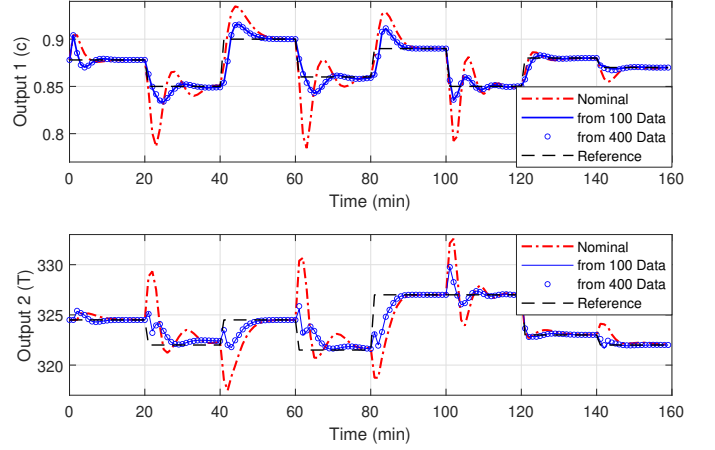 Output 1 (c)
0.9
0.85
0.8
0 20 40 60 80 100 120 140 160
Time (min)
Nominal
from 100 Data
from 400 Data
Reference
Output 2 (T)
330
325
320
0 20 40 60 80 100 120 140 160
Time (min)
Nominal
from 100 Data
from 400 Data
Reference